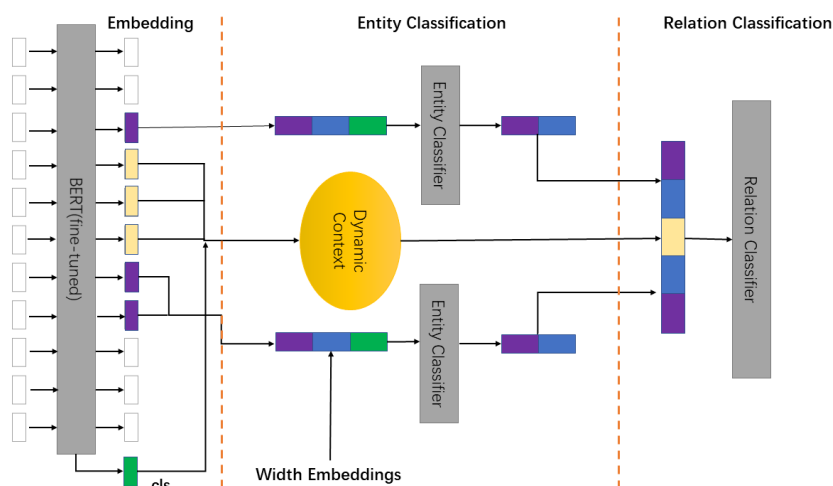 Embedding
Entity Classification
Relation Classification
BERT(fine-tuned)
Entity Classifier
Dynamic
Context
Entity Classifier
Relation Classifier
Width Embeddings
cls